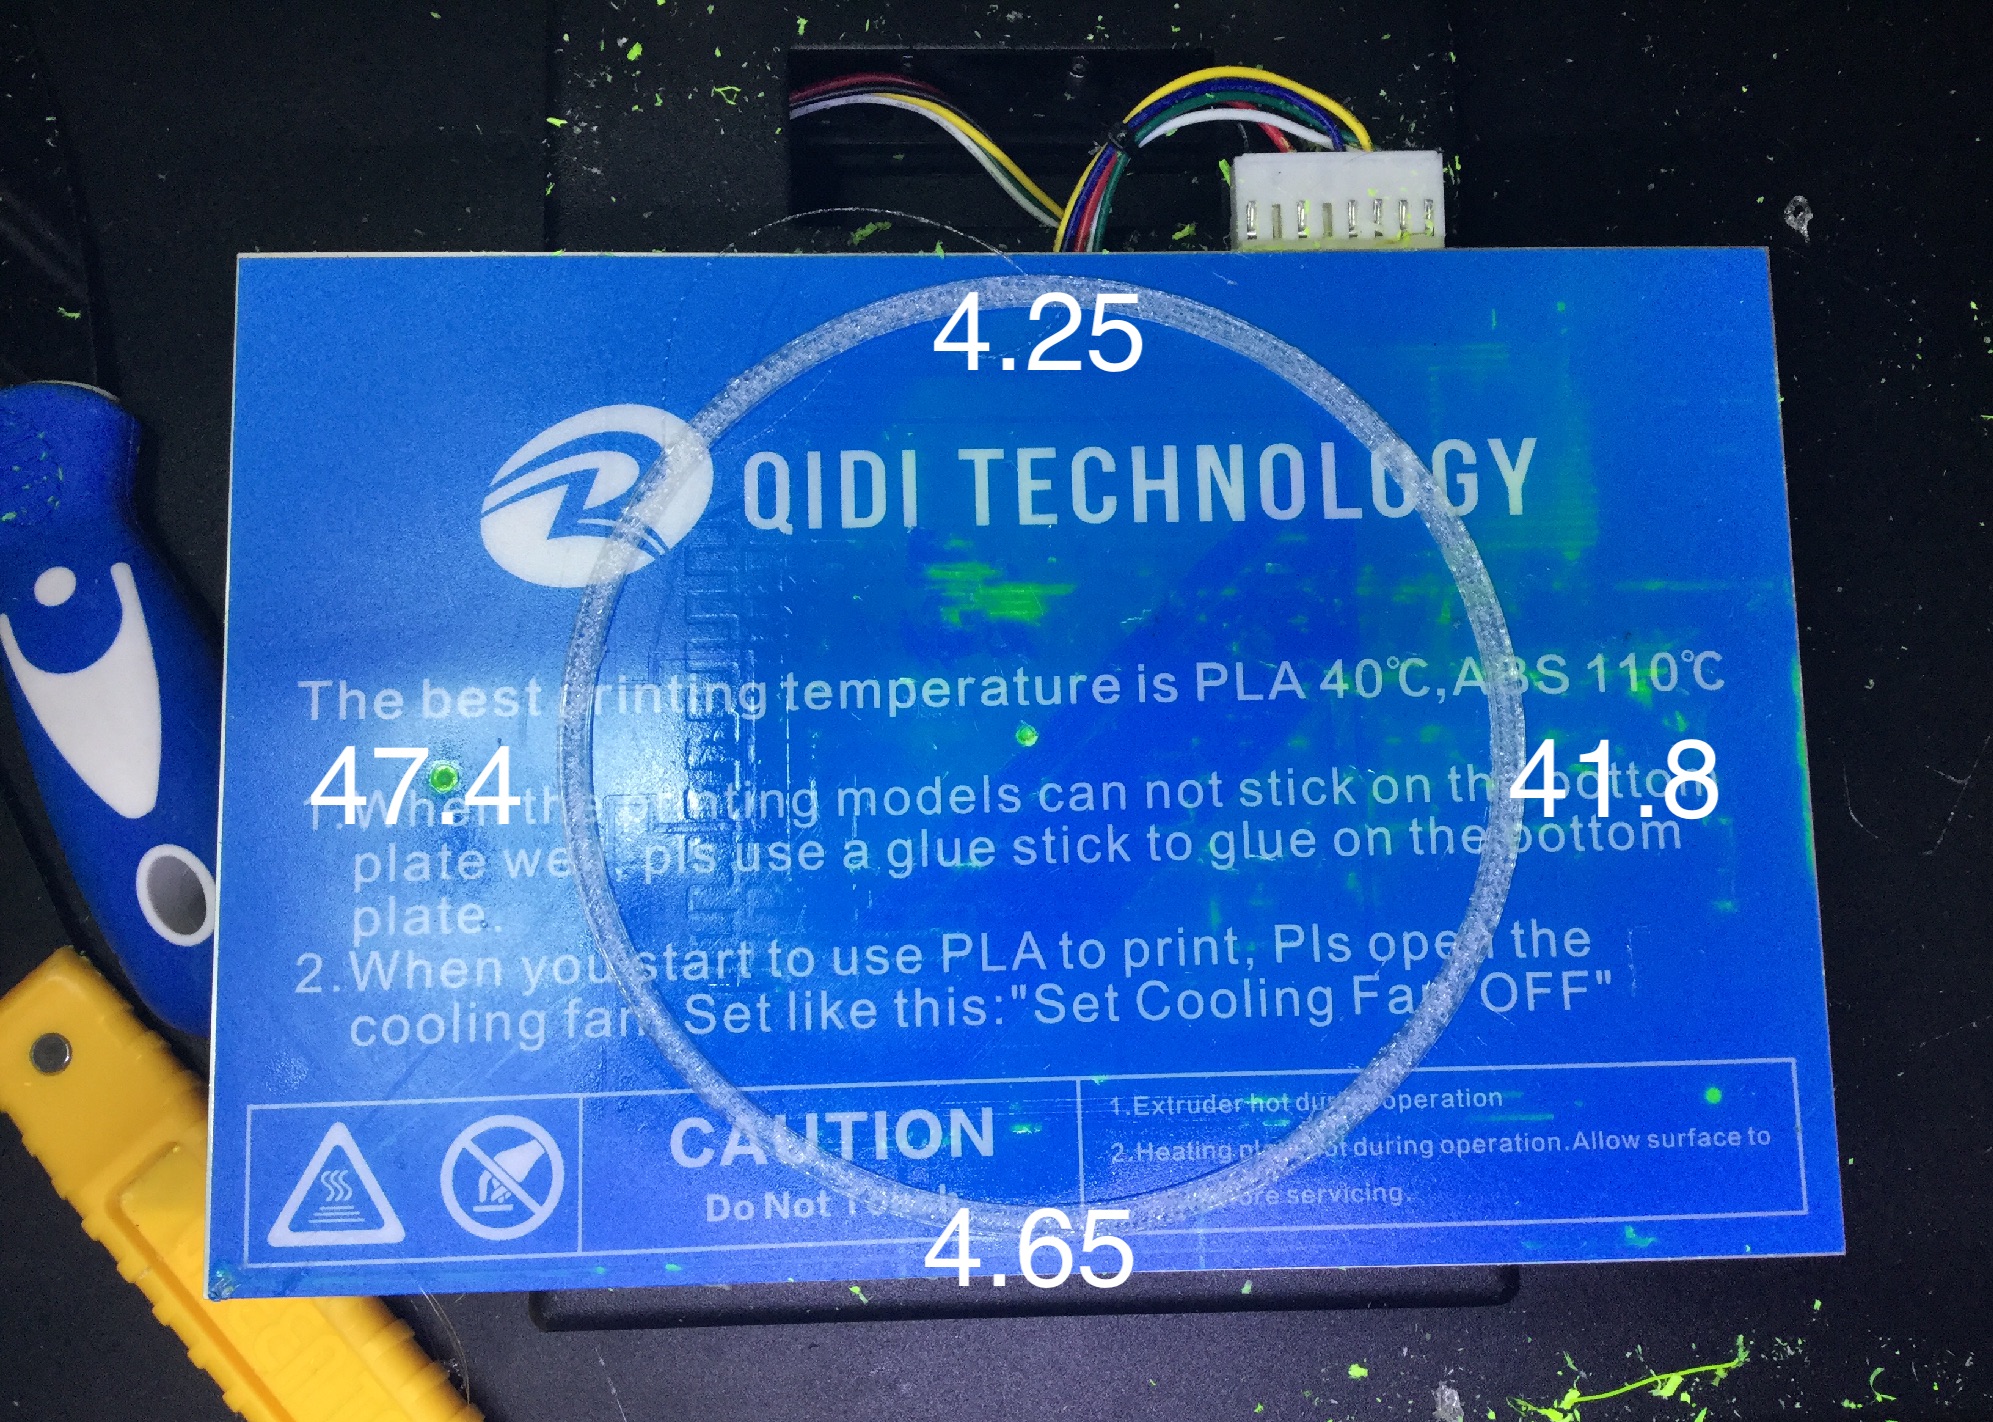 4.25
QIDI TECHNOLOGY
The best printing temperature is PLA 40℃,ABS 110℃
47.4
41.8
1.When the printing models can not stick on the bottom
plate well, pls use a glue stick to glue on the bottom
plate.
2.When you start to use PLA to print, Pls open the
cooling fan. Set like this:"Set Cooling Fan OFF"
CAUTION
Do Not Touch
1.Extruder hot during operation
2.Heating plate hot during operation.Allow surface to
before servicing.
4.65